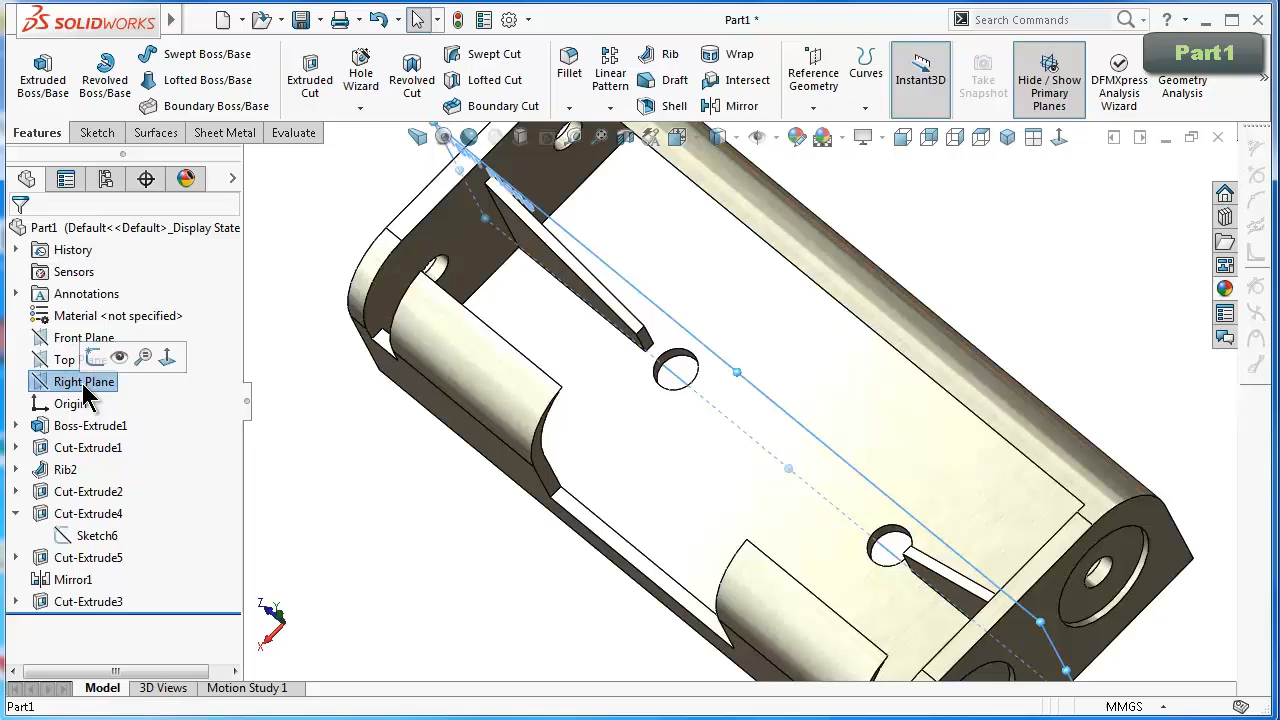 SOLIDWORKS
Part1 *
Search Commands
Part1
Extruded Boss/Base
Revolved Boss/Base
Swept Boss/Base
Lofted Boss/Base
Boundary Boss/Base
Extruded Cut
Hole Wizard
Revolved Cut
Swept Cut
Lofted Cut
Boundary Cut
Fillet
Linear Pattern
Rib
Draft
Shell
Wrap
Intersect
Mirror
Reference Geometry
Curves
Instant3D
Take Snapshot
Hide / Show Primary Planes
DFMXpress Analysis Wizard
Geometry Analysis
Features
Sketch
Surfaces
Sheet Metal
Evaluate
Part1 (Default<<Default>_Display State
History
Sensors
Annotations
Material <not specified>
Front Plane
Top Plane
Right Plane
Origin
Boss-Extrude1
Cut-Extrude1
Rib2
Cut-Extrude2
Cut-Extrude4
Sketch6
Cut-Extrude5
Mirror1
Cut-Extrude3
Z
Y
X
Model
3D Views
Motion Study 1
Part1
MMGS